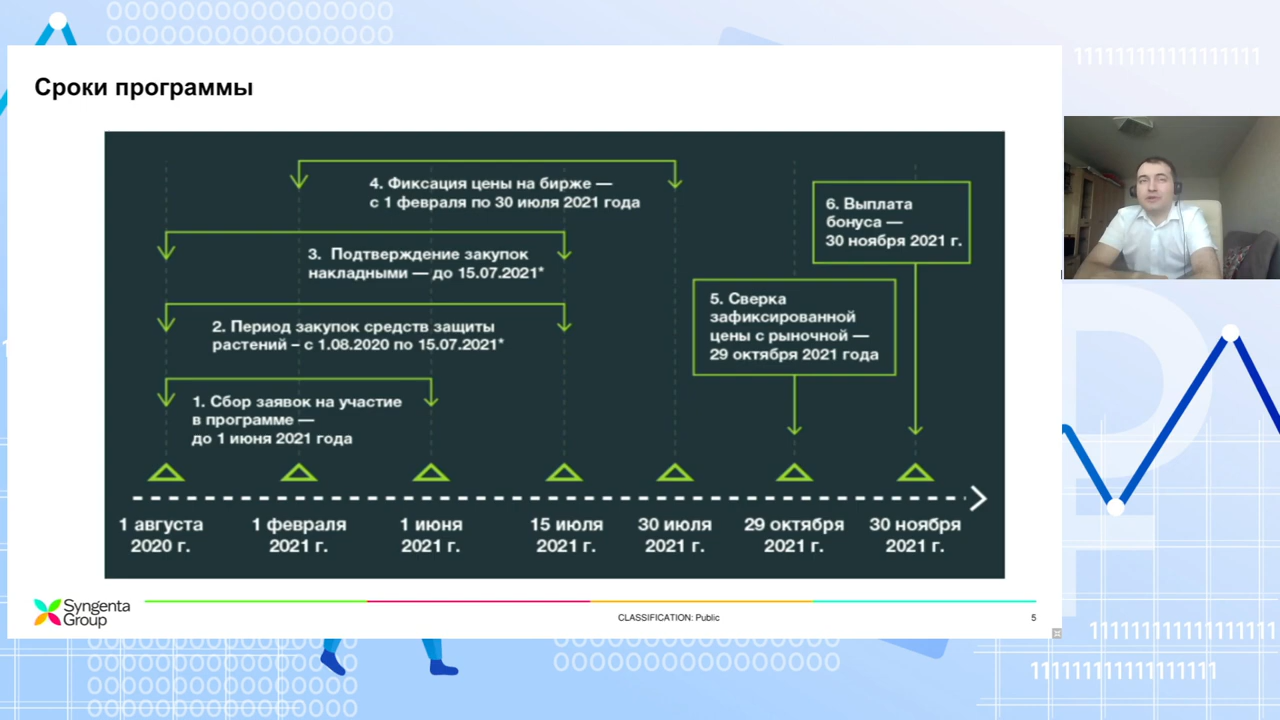 Сроки программы
4. Фиксация цены на бирже —
с 1 февраля по 30 июля 2021 года
3. Подтверждение закупок
накладными — до 15.07.2021*
2. Период закупок средств защиты
растений – с 1.08.2020 по 15.07.2021*
1. Сбор заявок на участие
в программе —
до 1 июня 2021 года
5. Сверка
зафиксированной
цены с рыночной —
29 октября 2021 года
6. Выплата
бонуса —
30 ноября 2021 г.
1 августа
2020 г.
1 февраля
2021 г.
1 июня
2021 г.
15 июля
2021 г.
30 июля
2021 г.
29 октября
2021 г.
30 ноября
2021 г.
Syngenta
Group
CLASSIFICATION: Public
5